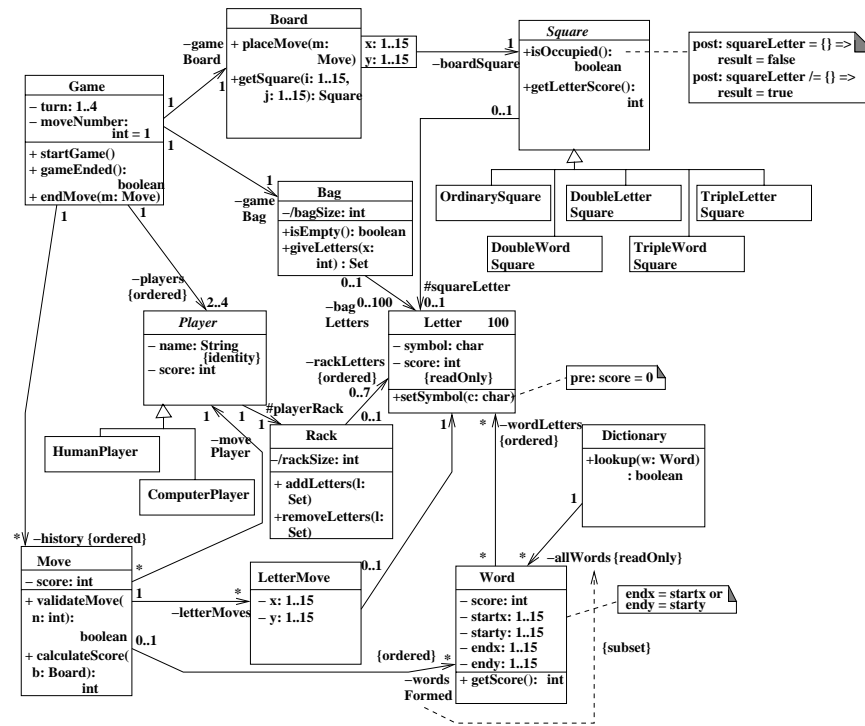 Board
+ placeMove(m:
Move)
+getSquare(i: 1..15,
j: 1..15): Square
x: 1..15
y: 1..15
1
−boardSquare
Square
+isOccupied():
boolean
+getLetterScore():
int
post: squareLetter = {} =>
result = false
post: squareLetter /= {} =>
result = true
−game
Board
1
1
Game
− turn: 1..4
− moveNumber:
int = 1
+ startGame()
+ gameEnded():
boolean
+ endMove(m: Move)
1
1
−game
Bag
1
1
Bag
−/bagSize: int
+isEmpty(): boolean
+giveLetters(x:
int) : Set
0..1
0..1
OrdinarySquare
DoubleLetter
Square
TripleLetter
Square
DoubleWord
Square
TripleWord
Square
#squareLetter
0..1
0..100
−bag
Letters
−players
{ordered}
2..4
Player
− name: String
{identity}
− score: int
Letter 100
− symbol: char
− score: int
{readOnly}
+setSymbol(c: char)
pre: score = 0
−rackLetters
{ordered}
0..7
#playerRack
1
1
1
0..1
HumanPlayer
ComputerPlayer
−move
Player
Rack
−/rackSize: int
+ addLetters(l:
Set)
+removeLetters(l:
Set)
1
*
−wordLetters
{ordered}
Dictionary
+lookup(w: Word)
: boolean
1
*
−history {ordered}
Move
− score: int
+ validateMove(
n: int):
boolean
+ calculateScore(
b: Board):
int
*
1
*
−letterMoves
0..1
LetterMove
− x: 1..15
− y: 1..15
0..1
*
*
−allWords {readOnly}
Word
− score: int
− startx: 1..15
− starty: 1..15
− endx: 1..15
− endy: 1..15
+ getScore(): int
endx = startx or
endy = starty
{ordered}
*
−words
Formed
{subset}